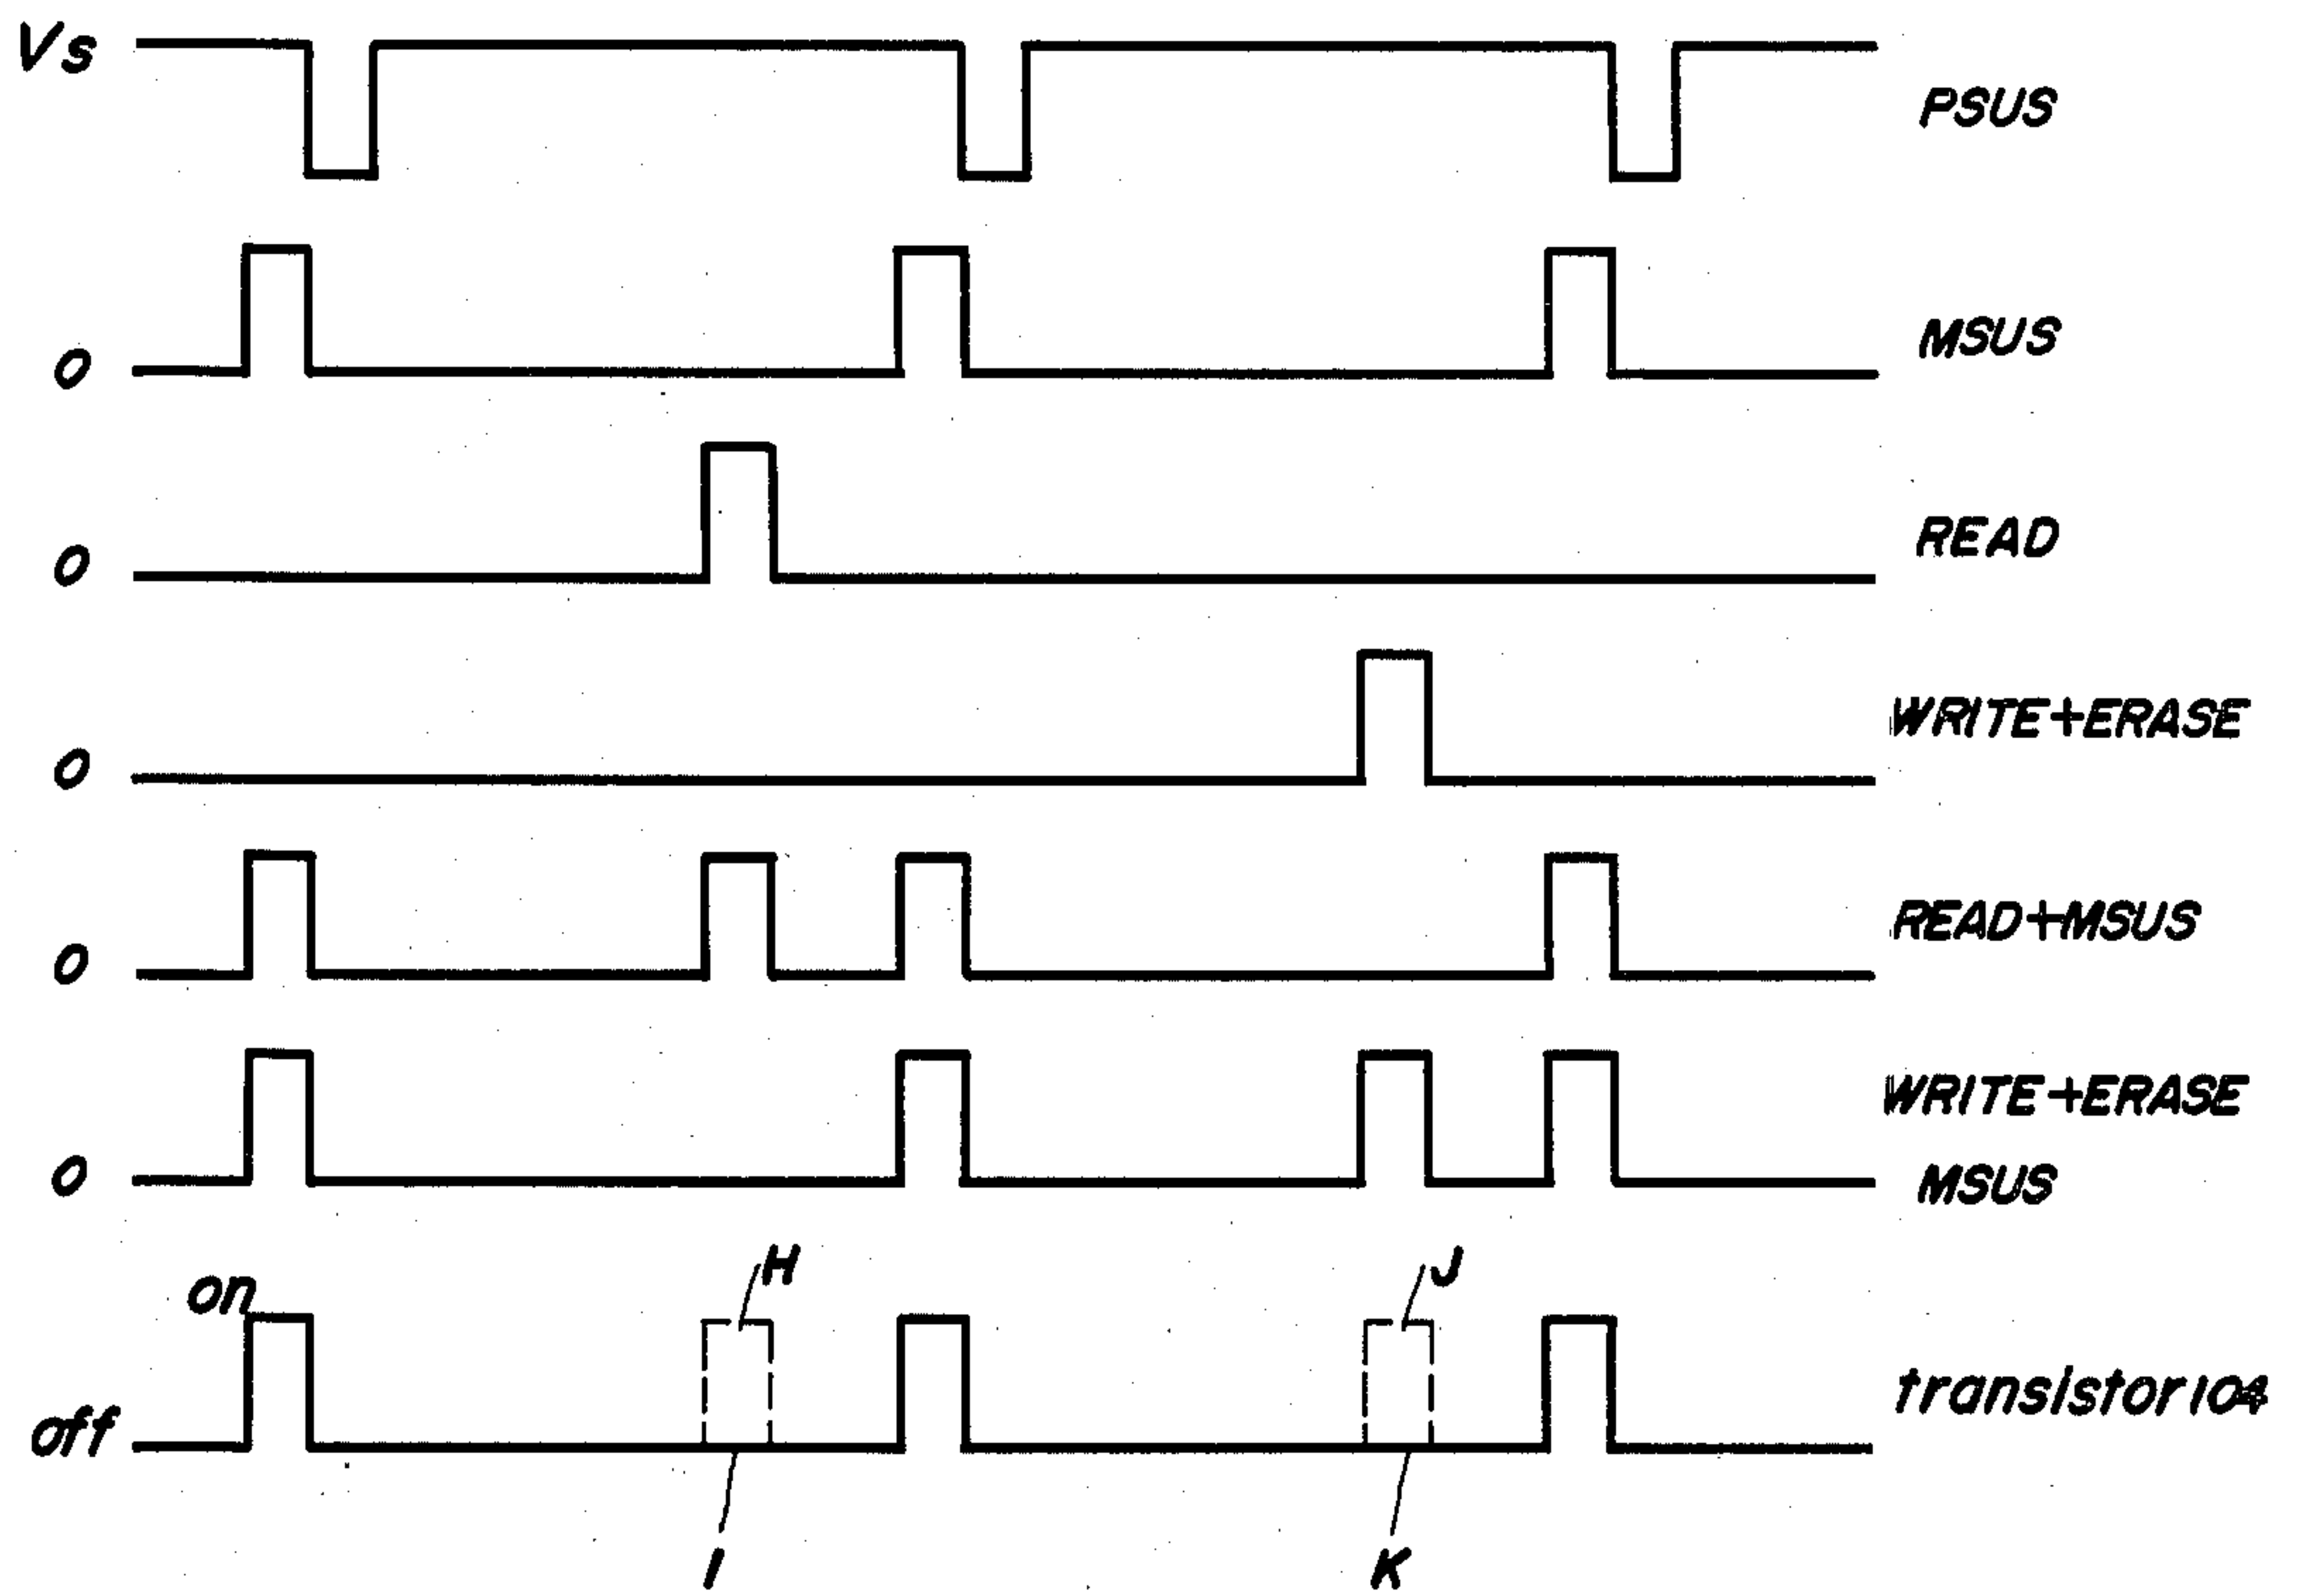 Vs
PSUS
0
MSUS
0
READ
0
WRITE+ERASE
0
READ+MSUS
0
WRITE+ERASE
MSUS
on
H
J
off
transistor 104
I
K